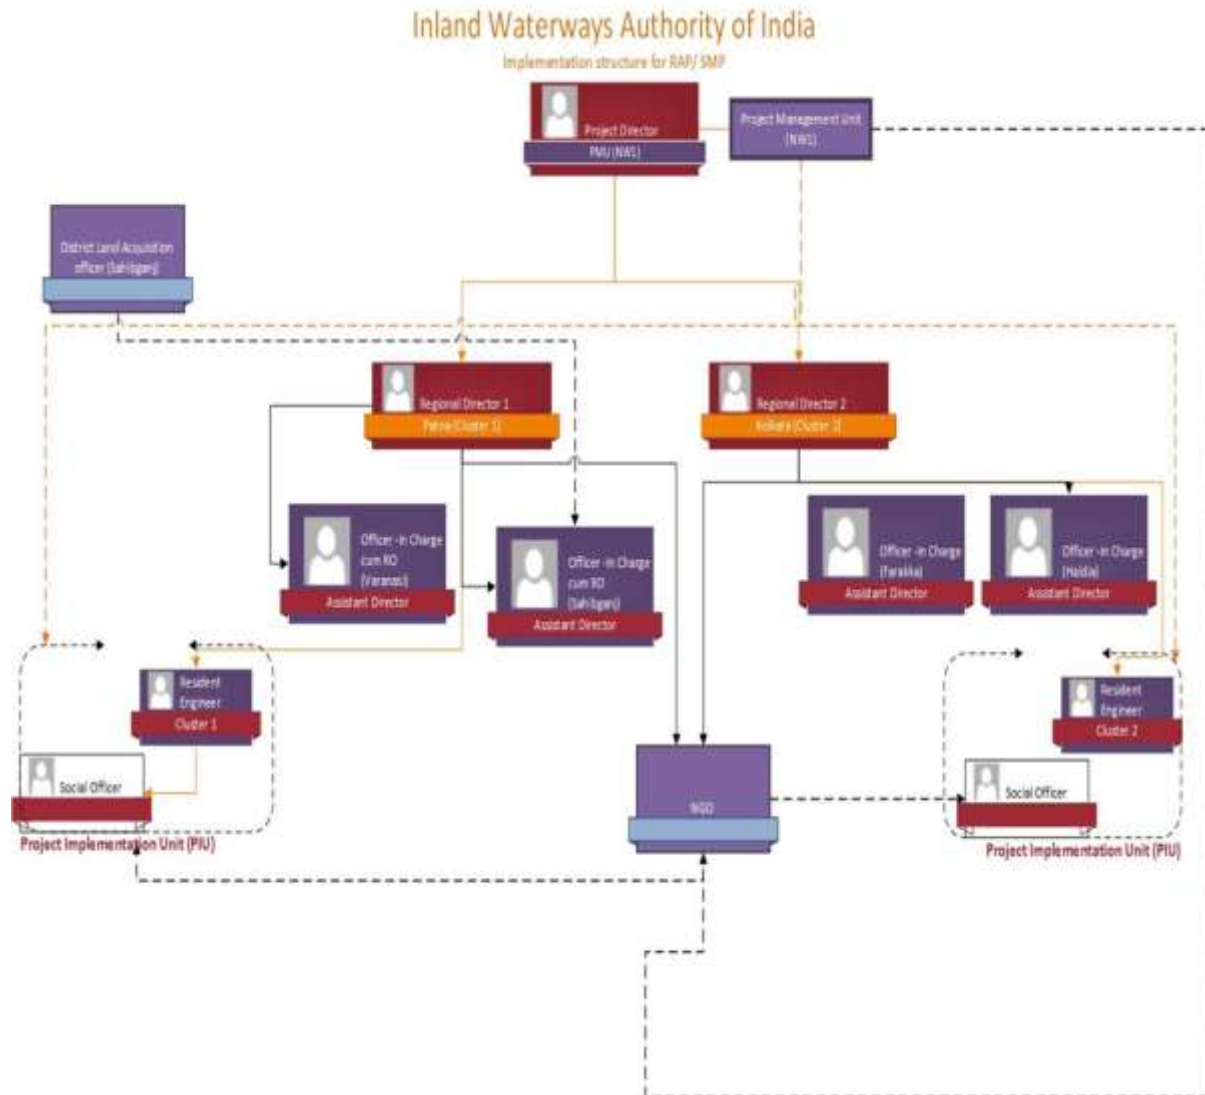 Inland Waterways Authority of India
Implementation structure for RAP/ SMP
Project Director
PMU (NW1)
Project Management Unit
(NW1)
District Land Acquisition
officer (Sahibganj)
Regional Director 1
Patna (Cluster 1)
Regional Director 2
Kolkata (Cluster 2)
Officer -In Charge
cum RO
(Varanasi)
Assistant Director
Officer -In Charge
cum RO
(Sahibganj)
Assistant Director
Officer -In Charge
(Farakka)
Assistant Director
Officer -In Charge
(Haldia)
Assistant Director
Resident
Engineer
Cluster 1
Social Officer
Project Implementation Unit (PIU)
NGO
Resident
Engineer
Cluster 2
Social Officer
Project Implementation Unit (PIU)